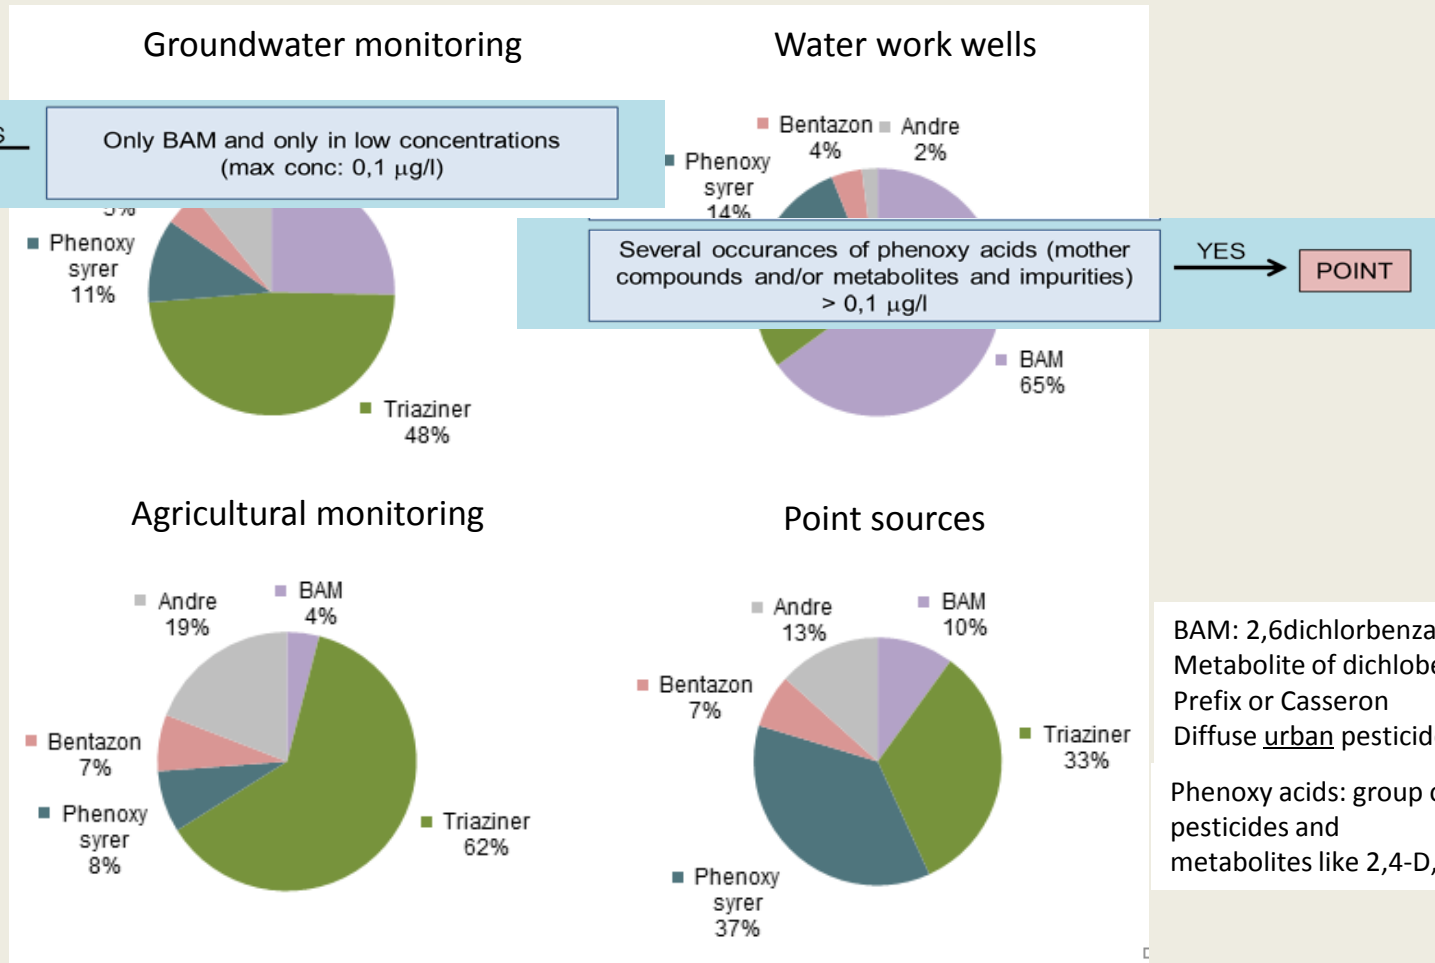 Groundwater monitoring
Water work wells
Only BAM and only in low concentrations
(max conc: 0,1 µg/l)
Bentazon
4%
Andre
2%
Phenoxy
syrer
14%
5%
Phenoxy
syrer
11%
Several occurances of phenoxy acids (mother
compounds and/or metabolites and impurities)
> 0,1 µg/l
YES
POINT
BAM
65%
Triaziner
48%
Agricultural monitoring
Point sources
Andre
19%
BAM
4%
Bentazon
7%
Phenoxy
syrer
8%
Triaziner
62%
Andre
13%
BAM
10%
Bentazon
7%
Triaziner
33%
Phenoxy
syrer
37%
BAM: 2,6dichlorbenza
Metabolite of dichlobe
Prefix or Casseron
Diffuse urban pesticid
Phenoxy acids: group
pesticides and
metabolites like 2,4-D,